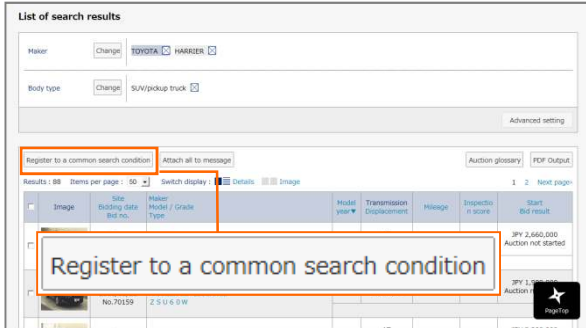 List of search results
Maker Change TOYOTA HARRIER
Body type Change SUV/pickup truck
Advanced setting
Register to a common search condition Attach all to message Auction glossary PDF Output
Results : 88 Items per page : 50 Switch display : Details Image 1 2 Next page›
Image Site Bidding date Bid no. Maker Model / Grade Type Model year▼ Transmission Displacement Mileage Inspectio n score Start Bid result
JPY 2,660,000
Auction not started
Register to a common search condition
No.70159 ZSU60W
PageTop